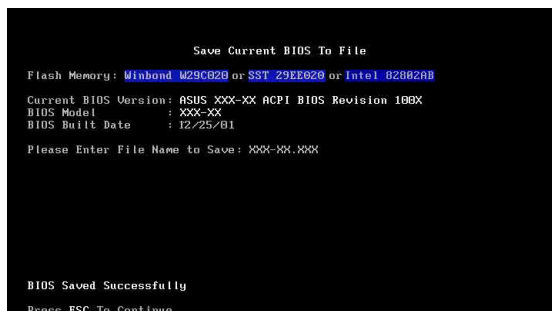 Save Current BIOS To File
Flash Memory: Winbond W29C020 or SST 29EE020 or Intel 82802AB
Current BIOS Version: ASUS XXX-XX ACPI BIOS Revision 100X
BIOS Model : XXX-XX
BIOS Built Date : 12/25/01
Please Enter File Name to Save: XXX-XX.XXX
BIOS Saved Successfully
Press ESC To Continue